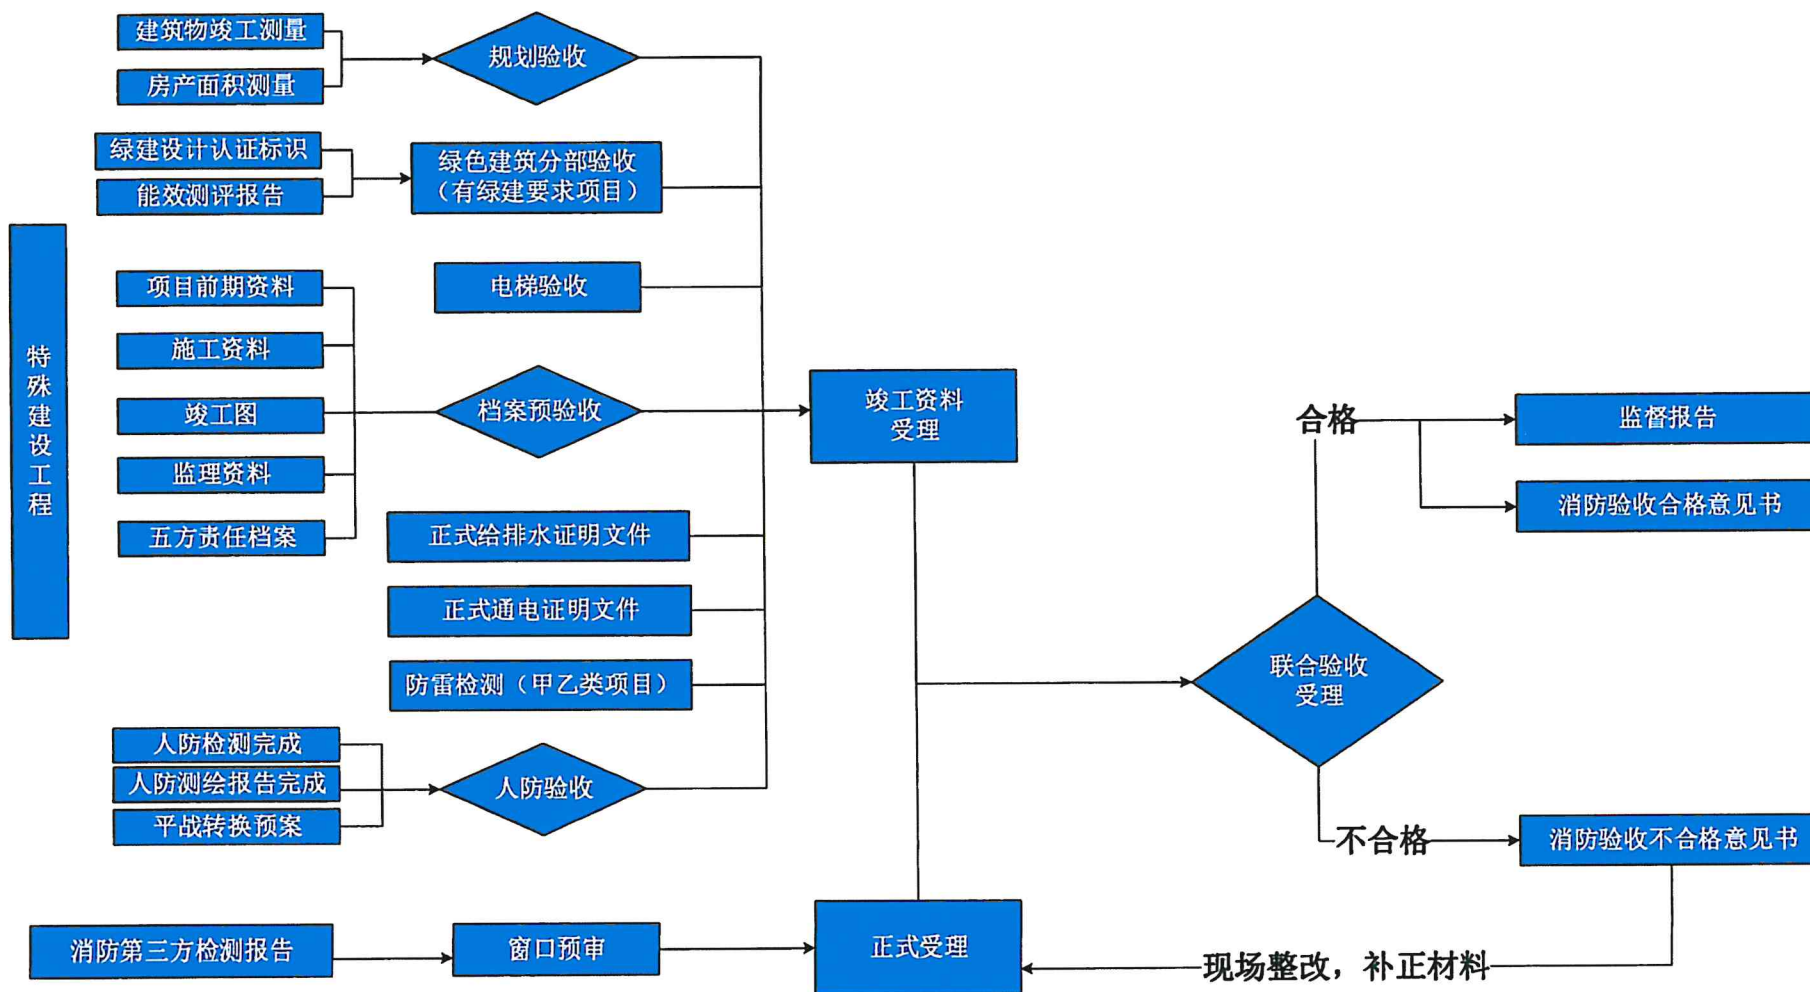 建筑物竣工测量
房产面积测量
规划验收
绿建设计认证标识
能效测评报告
绿色建筑分部验收
（有绿建要求项目）
特殊建设工程
项目前期资料
施工资料
竣工图
监理资料
五方责任档案
电梯验收
档案预验收
正式给排水证明文件
正式通电证明文件
防雷检测（甲乙类项目）
人防检测完成
人防测绘报告完成
平战转换预案
人防验收
消防第三方检测报告
窗口预审
正式受理
竣工资料
受理
联合验收
受理
合格
监督报告
消防验收合格意见书
不合格
消防验收不合格意见书
现场整改，补正材料